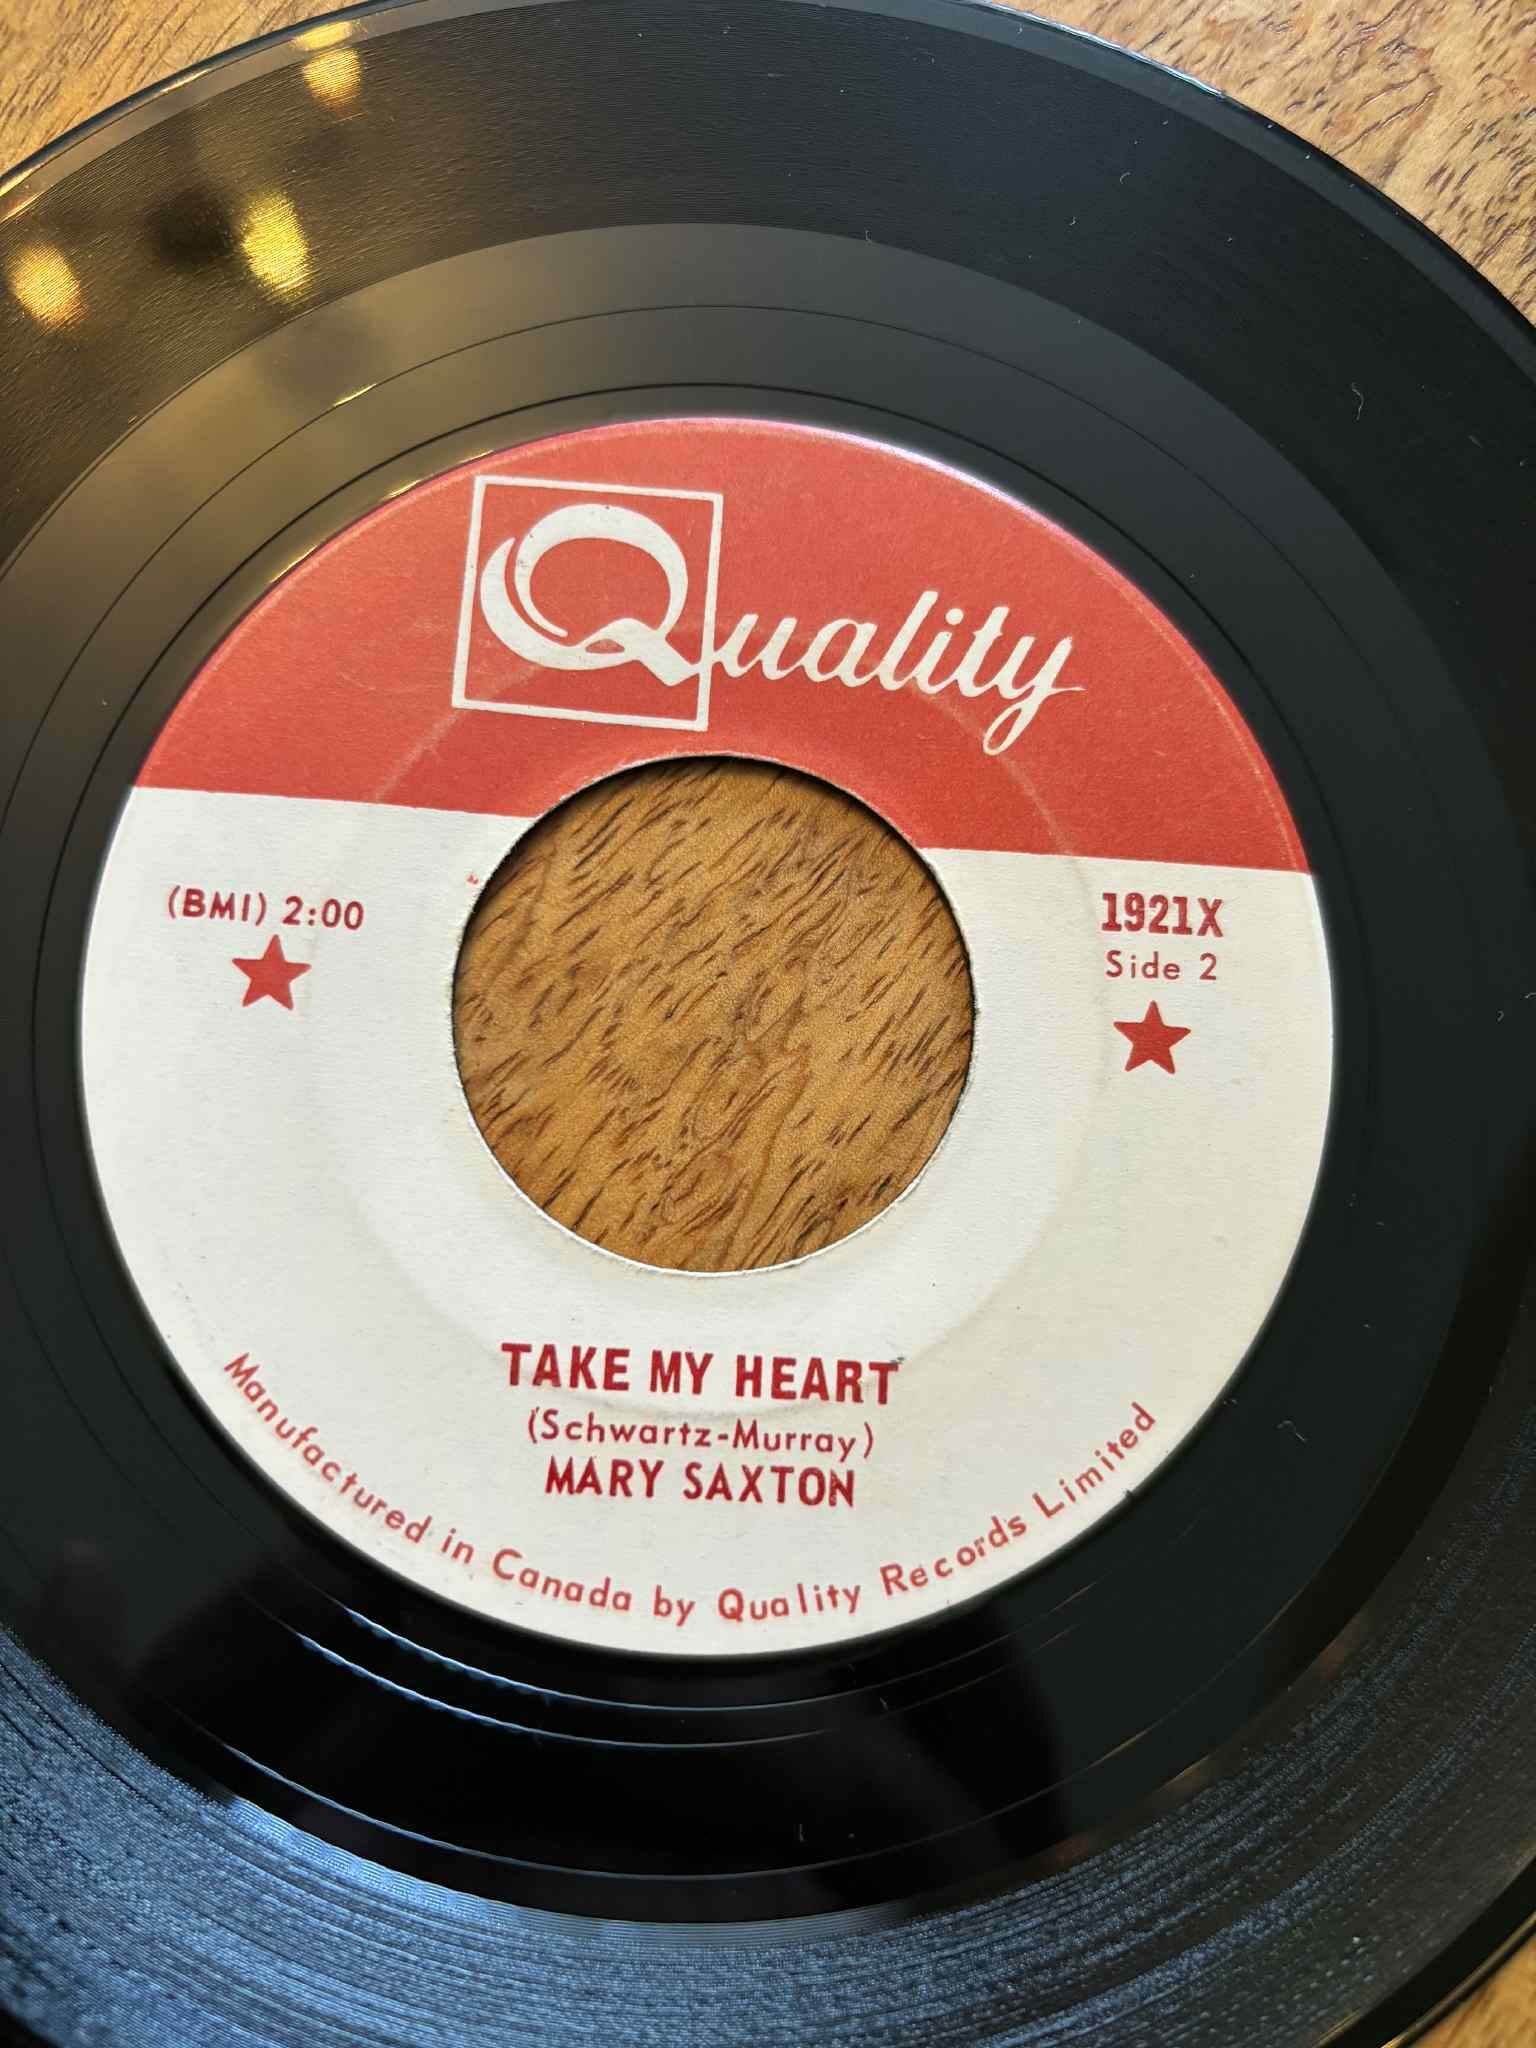 Quality
(BMI) 2:00
1921X
Side 2
TAKE MY HEART
(Schwartz-Murray)
MARY SAXTON
Manufactured in Canada by Quality Records Limited